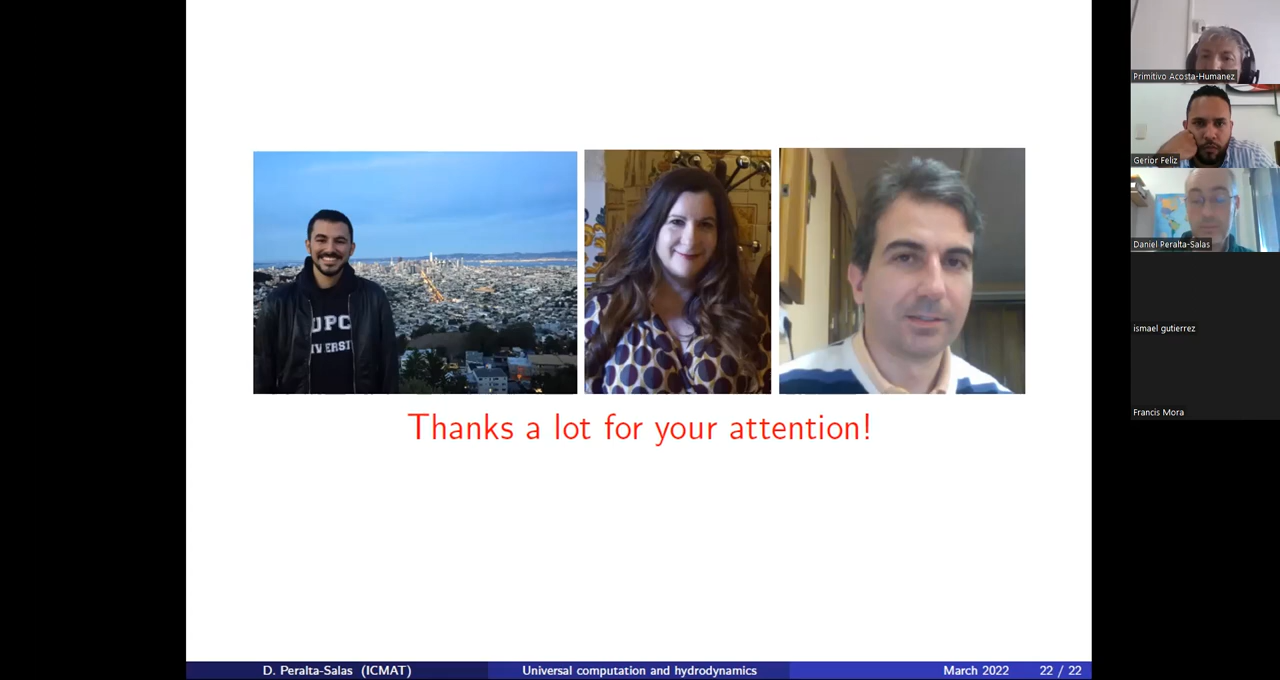 UPC
IVERSI
Thanks a lot for your attention!
D. Peralta-Salas (ICMAT) Universal computation and hydrodynamics March 2022 22 / 22
Primitivo Acosta-Humanez
Gerior Feliz
Daniel Peralta-Salas
ismael gutierrez
Francis Mora